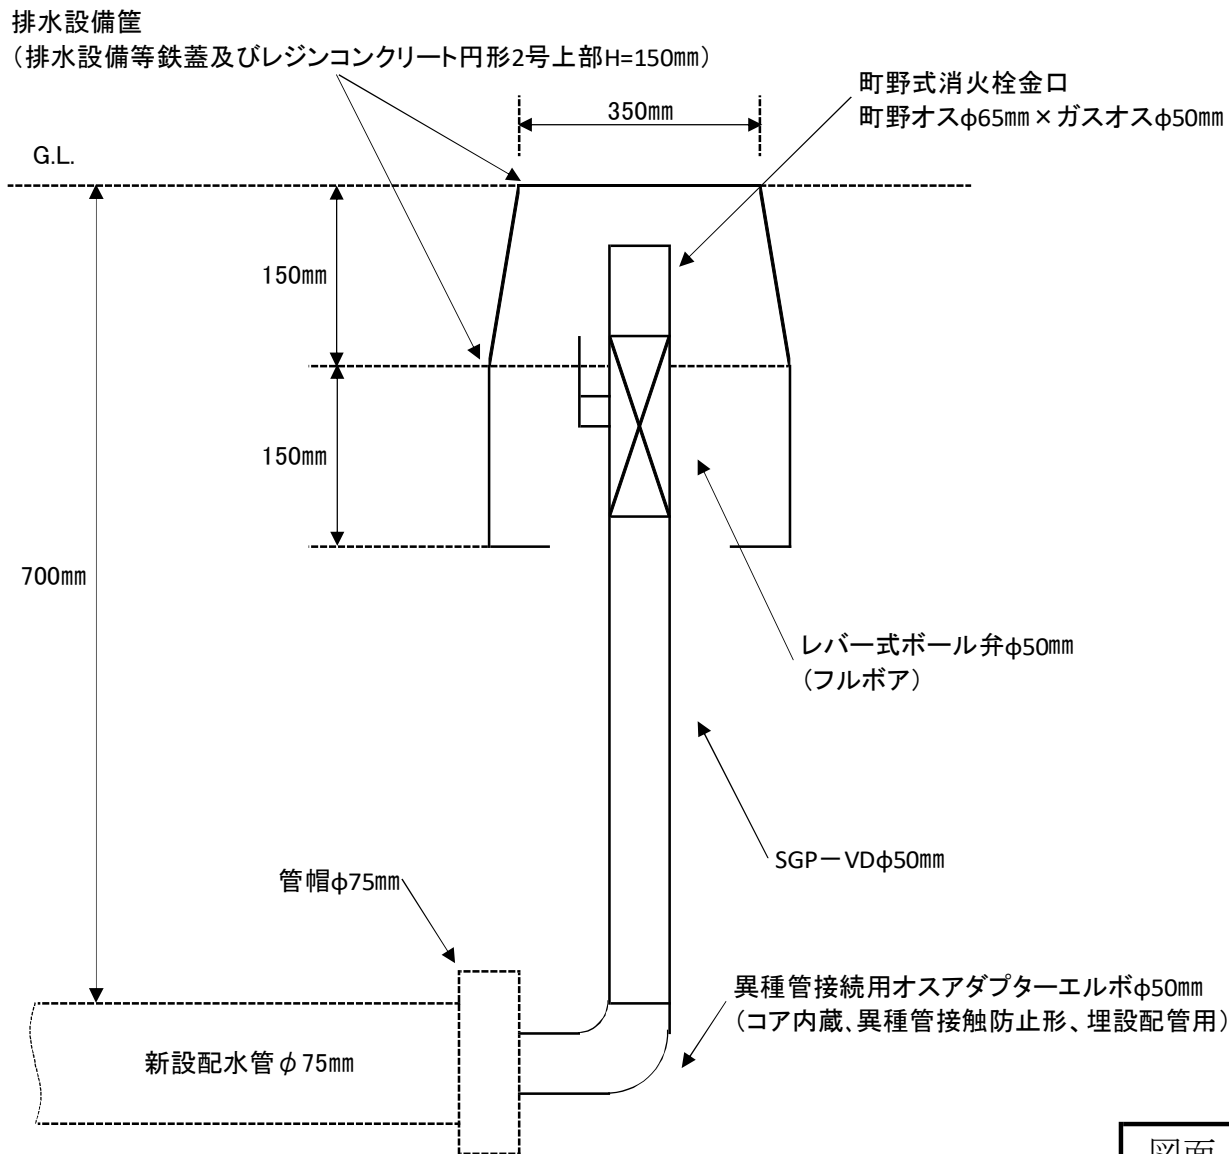 排水設備筐
（排水設備等鉄蓋及びレジンコンクリート円形2号上部H=150㎜）
町野式消火栓金口
町野オスφ65㎜×ガスオスφ50㎜
350㎜
G.L.
150㎜
150㎜
700㎜
レバー式ボール弁φ50㎜
（フルボア）
SGP－VDφ50㎜
管帽φ75㎜
異種管接続用オスアダプターエルボφ50㎜
（コア内蔵、異種管接触防止形、埋設配管用）
新設配水管φ75㎜
図面